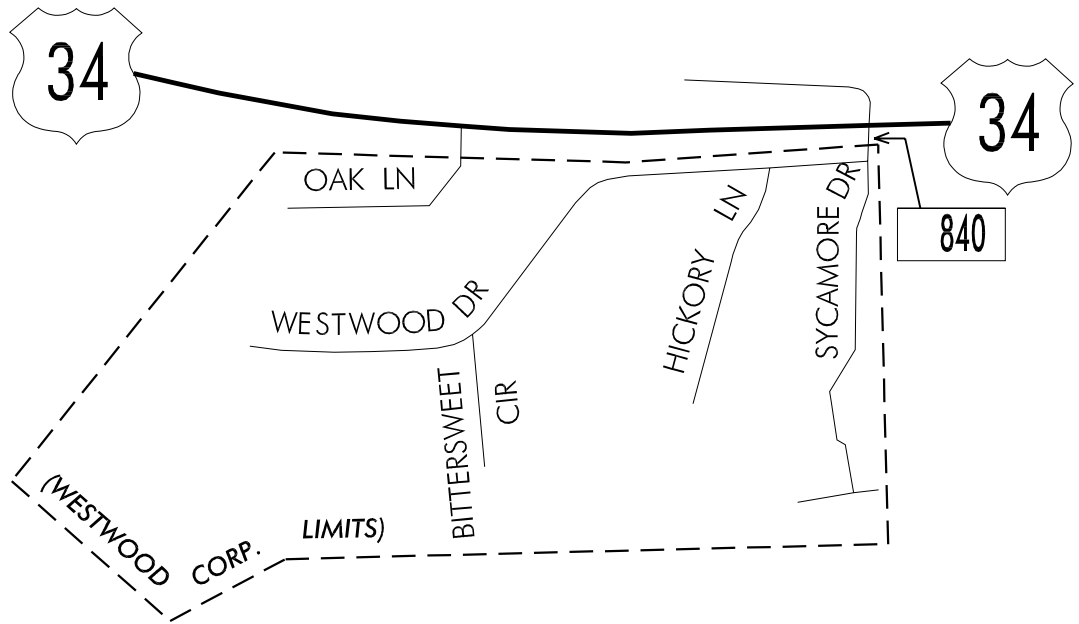 34
34
OAK LN
840
HICKORY LN
SYCAMORE DR
WESTWOOD DR
BITTERSWEET CIR
(WESTWOOD CORP. LIMITS)